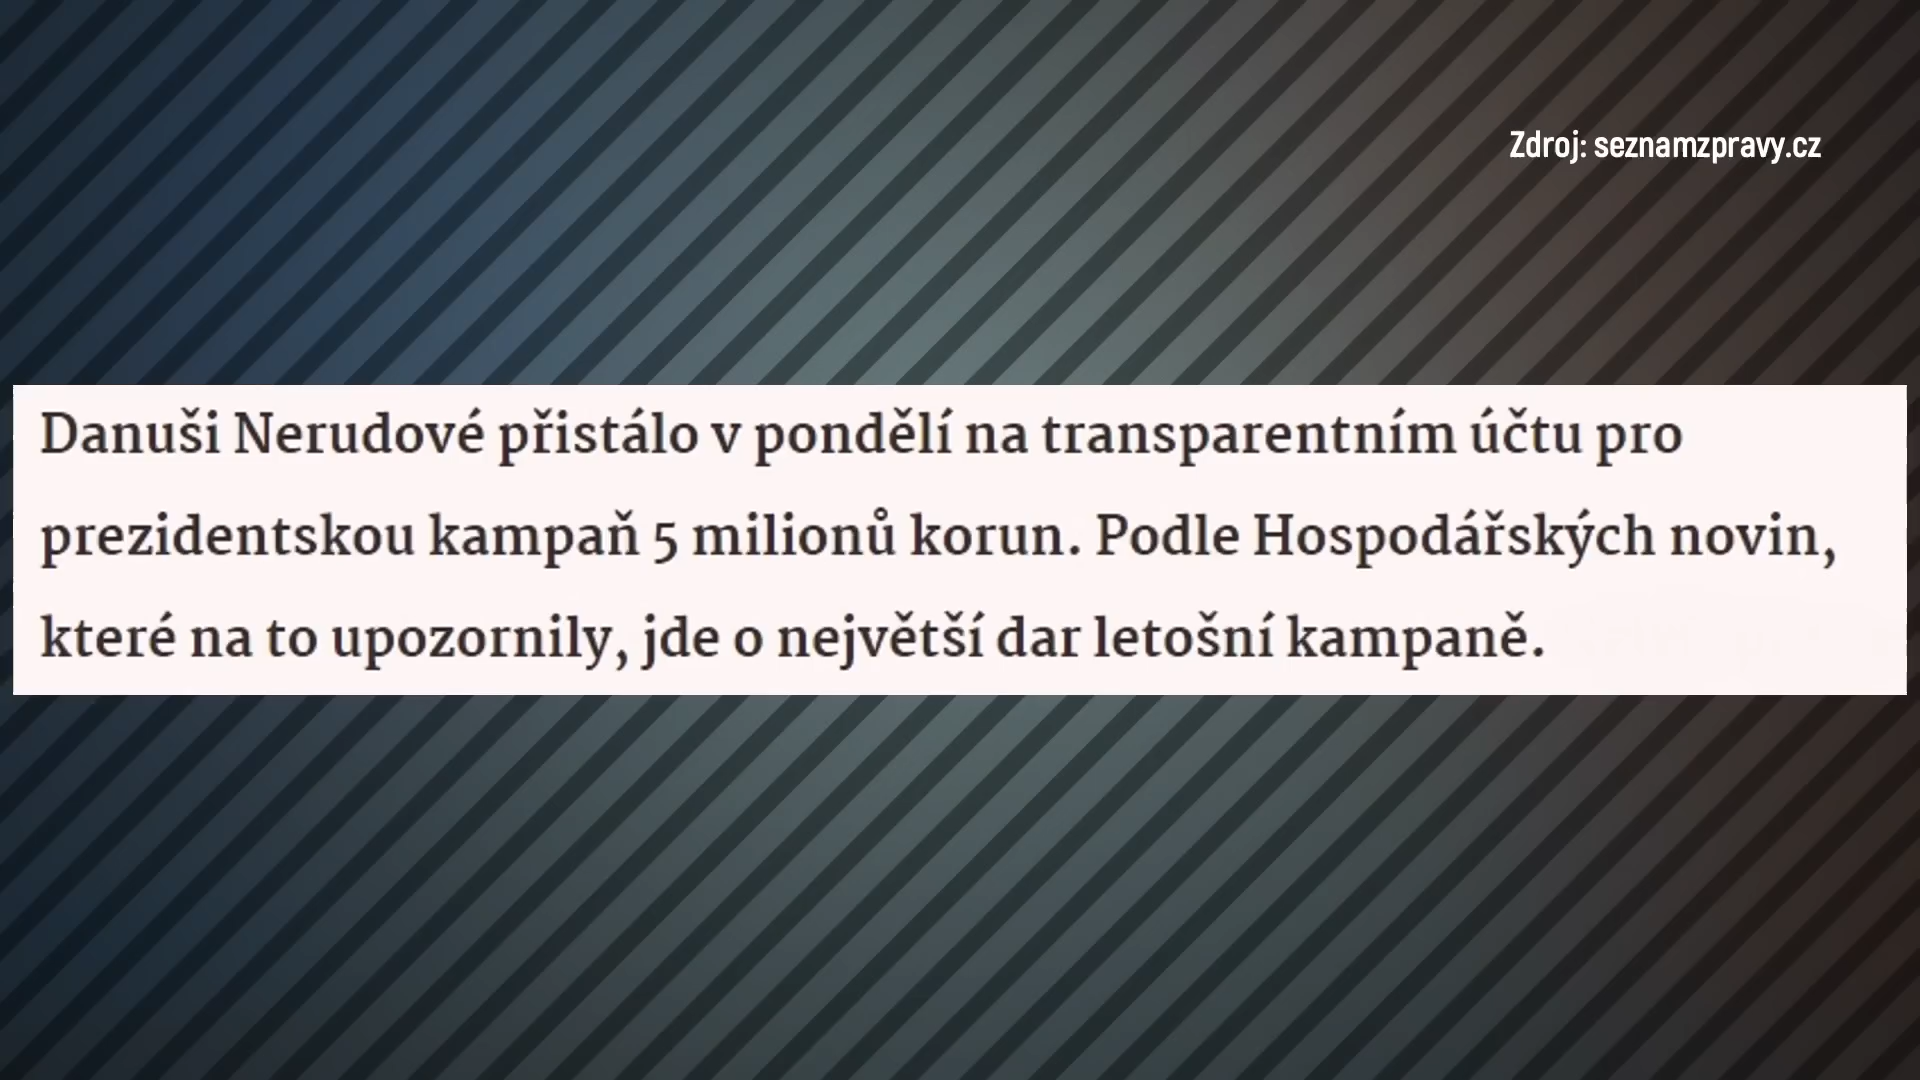 Zdroj: seznamzpravy.cz
Danuši Nerudové přistálo v pondělí na transparentním účtu pro
prezidentskou kampaň 5 milionů korun. Podle Hospodářských novin,
které na to upozornily, jde o největší dar letošní kampaně.